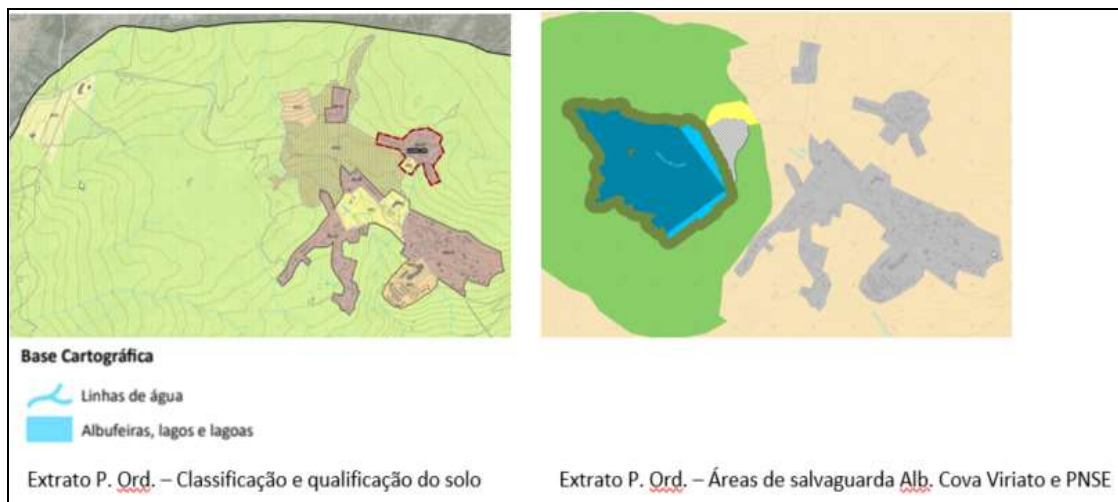 Base Cartográfica
Linhas de água
Albufeiras, lagos e lagoas
Extrato P. Ord. – Classificação e qualificação do solo
Extrato P. Ord. – Áreas de salvaguarda Alb. Cova Viriato e PNSE